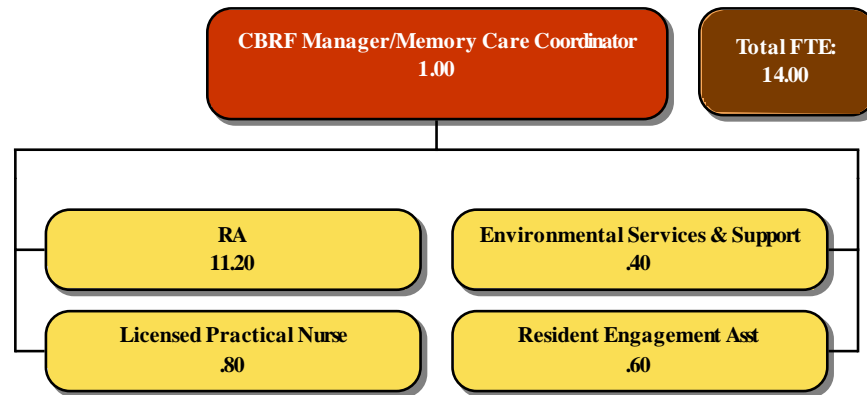 CBRF Manager/Memory Care Coordinator
1.00
Total FTE:
14.00
RA
11.20
Environmental Services & Support
.40
Licensed Practical Nurse
.80
Resident Engagement Asst
.60